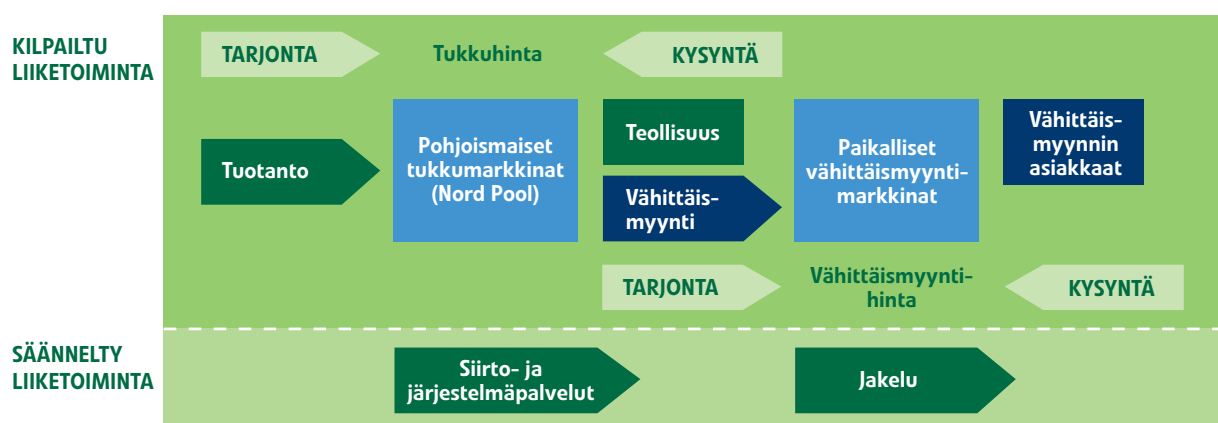 KILPAILTU
LIIKETOIMINTA
TARJONTA
Tukkuhinta
KYSYNTÄ
Tuotanto
Pohjoismaiset
tukkumarkkinat
(Nord Pool)
Teollisuus
Vähittäis-
myynti
Paikalliset
vähittäismyynti-
markkinat
Vähittäis-
myynnin
asiakkaat
TARJONTA
Vähittäismyynti-
hinta
KYSYNTÄ
SÄÄNNELTY
LIIKETOIMINTA
Siirto- ja
järjestelmäpalvelut
Jakelu